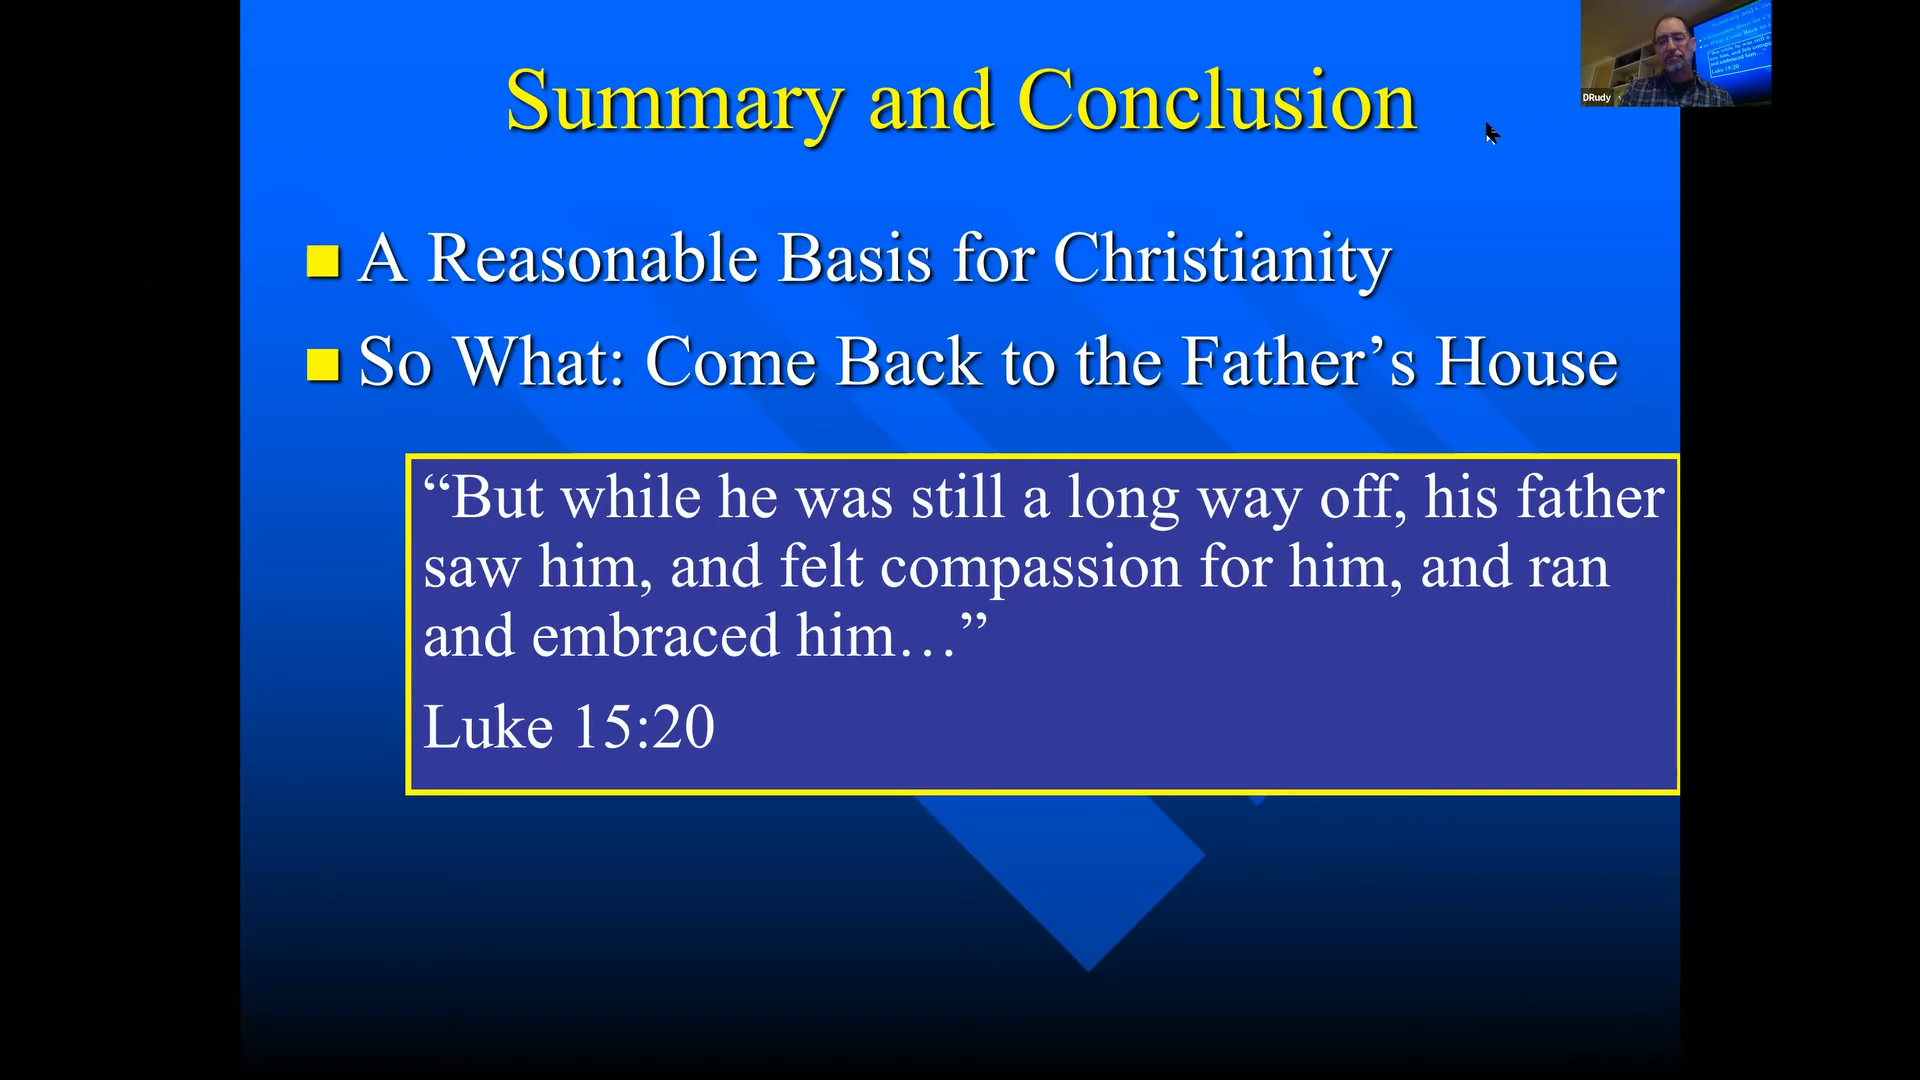 Summary and Conclusion
A Reasonable Basis for Christianity
So What: Come Back to the Father’s House
“But while he was still a long way off, his father
saw him, and felt compassion for him, and ran
and embraced him…”
Luke 15:20
DRudy